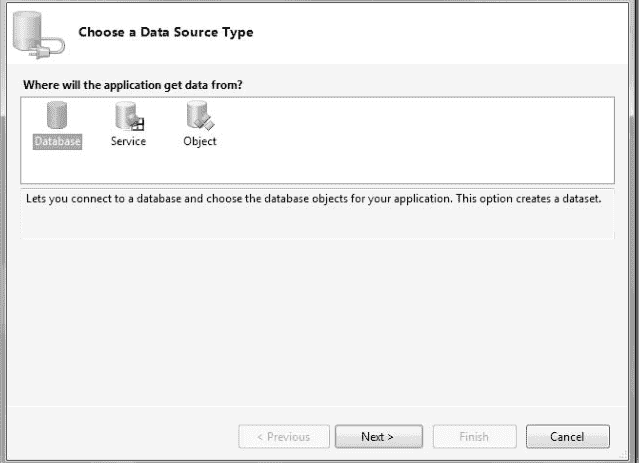 Choose a Data Source Type
Where will the application get data from?
Database Service Object
Lets you connect to a database and choose the database objects for your application. This option creates a dataset.
< Previous Next > Finish Cancel